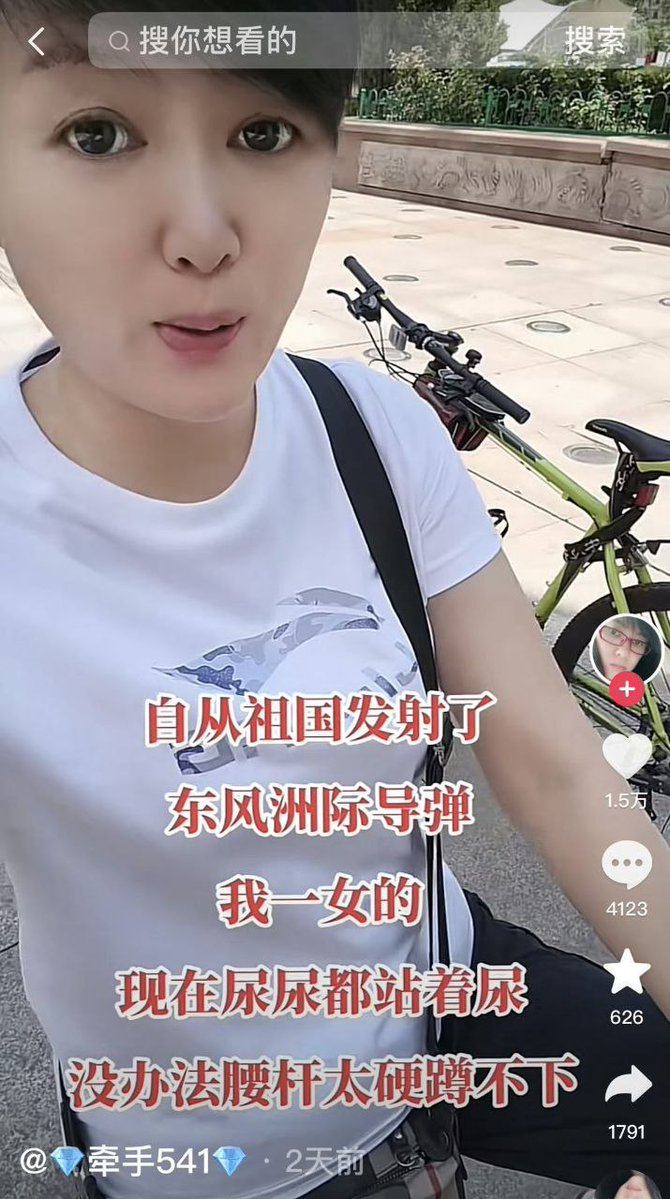 搜你想看的
搜索
自从祖国发射了
东风洲际导弹
我一女的
现在尿尿都站着尿
没办法腰杆太硬蹲不下
1.5万
4123
626
1791
@💎牵手541💎 · 2天前